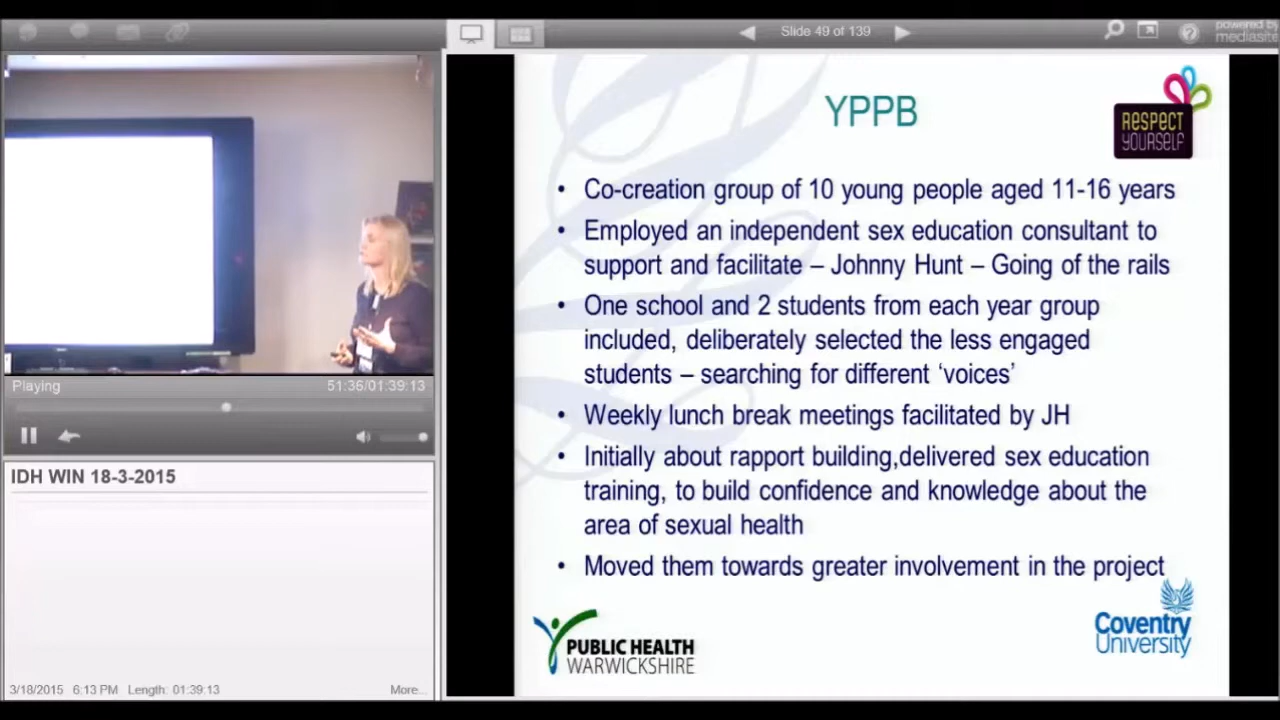 Slide 49 of 139
powered by
mediasite
YPPB
RESPECT
YOURSELF
• Co-creation group of 10 young people aged 11-16 years
• Employed an independent sex education consultant to
support and facilitate – Johnny Hunt – Going of the rails
• One school and 2 students from each year group
included, deliberately selected the less engaged
students – searching for different ‘voices’
• Weekly lunch break meetings facilitated by JH
• Initially about rapport building,delivered sex education
training, to build confidence and knowledge about the
area of sexual health
• Moved them towards greater involvement in the project
PUBLIC HEALTH
WARWICKSHIRE
Coventry
University
Playing
51:36/01:39:13
IDH WIN 18-3-2015
3/18/2015 6:13 PM Length: 01:39:13
More...